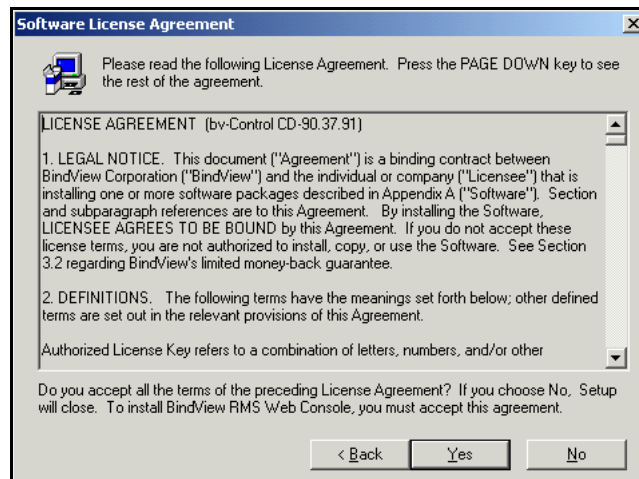 Software License Agreement
Please read the following License Agreement. Press the PAGE DOWN key to see
the rest of the agreement.
LICENSE AGREEMENT (bv-Control CD-90.37.91)
1. LEGAL NOTICE. This document ("Agreement") is a binding contract between
BindView Corporation ("BindView") and the individual or company ("Licensee") that is
installing one or more software packages described in Appendix A ("Software"). Section
and subparagraph references are to this Agreement. By installing the Software,
LICENSEE AGREES TO BE BOUND by this Agreement. If you do not accept these
license terms, you are not authorized to install, copy, or use the Software. See Section
3.2 regarding BindView's limited money-back guarantee.
2. DEFINITIONS. The following terms have the meanings set forth below; other defined
terms are set out in the relevant provisions of this Agreement.
Authorized License Key refers to a combination of letters, numbers, and/or other
Do you accept all the terms of the preceding License Agreement? If you choose No, Setup
will close. To install BindView RMS Web Console, you must accept this agreement.
< Back Yes No